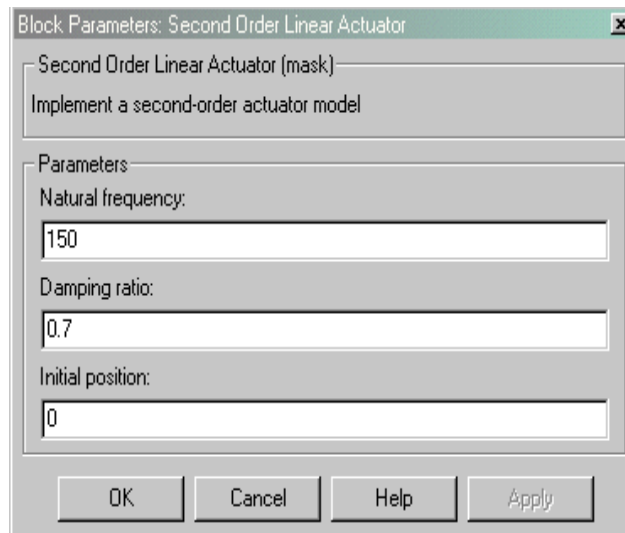 Block Parameters: Second Order Linear Actuator
Second Order Linear Actuator (mask)
Implement a second-order actuator model
Parameters
Natural frequency:
150
Damping ratio:
0.7
Initial position:
0
OK Cancel Help Apply